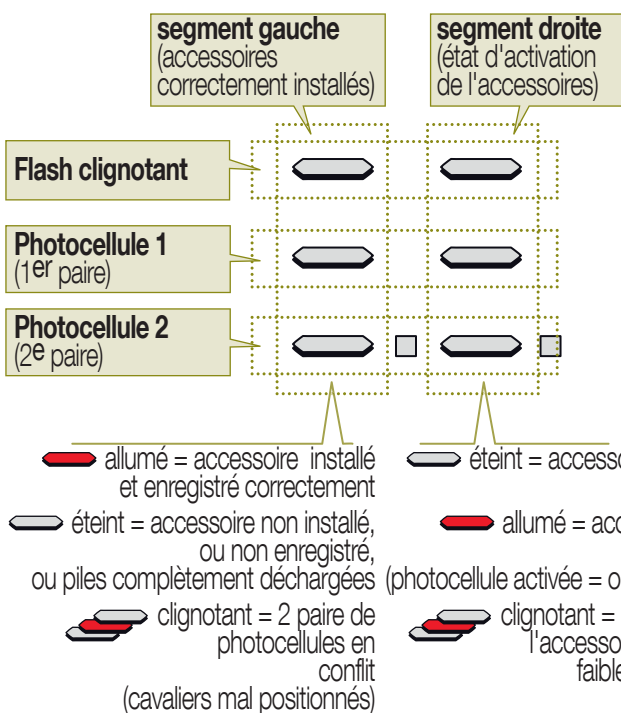 segment gauche
(accessoires
correctement installés)
segment droite
(état d'activation
de l'accessoires)
Flash clignotant
Photocellule 1
(1er paire)
Photocellule 2
(2e paire)
allumé = accessoire installé
et enregistré correctement
éteint = accessoire non installé,
ou non enregistré,
ou piles complètement déchargées
clignotant = 2 paire de
photocellules en
conflit
(cavaliers mal positionnés)
éteint = accesso
allumé = acc
(photocellule activée = o
clignotant =
l'accesso
faible